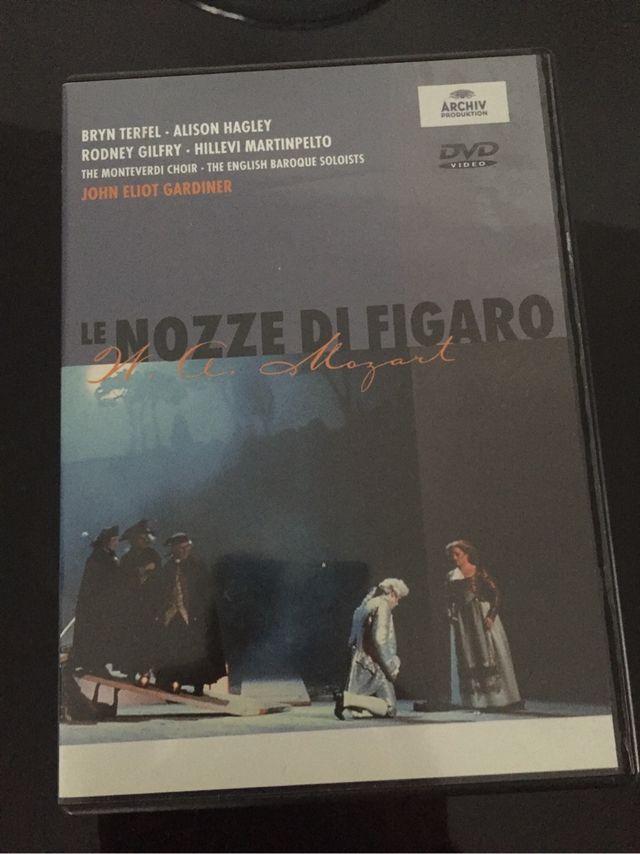 ARCHIV
PRODUKTION
BRYN TERFEL · ALISON HAGLEY
RODNEY GILFRY · HILLEVI MARTINPELTO
THE MONTEVERDI CHOIR · THE ENGLISH BAROQUE SOLOISTS
JOHN ELIOT GARDINER
DVD
VIDEO
LE NOZZE DI FIGARO
W. A. Mozart